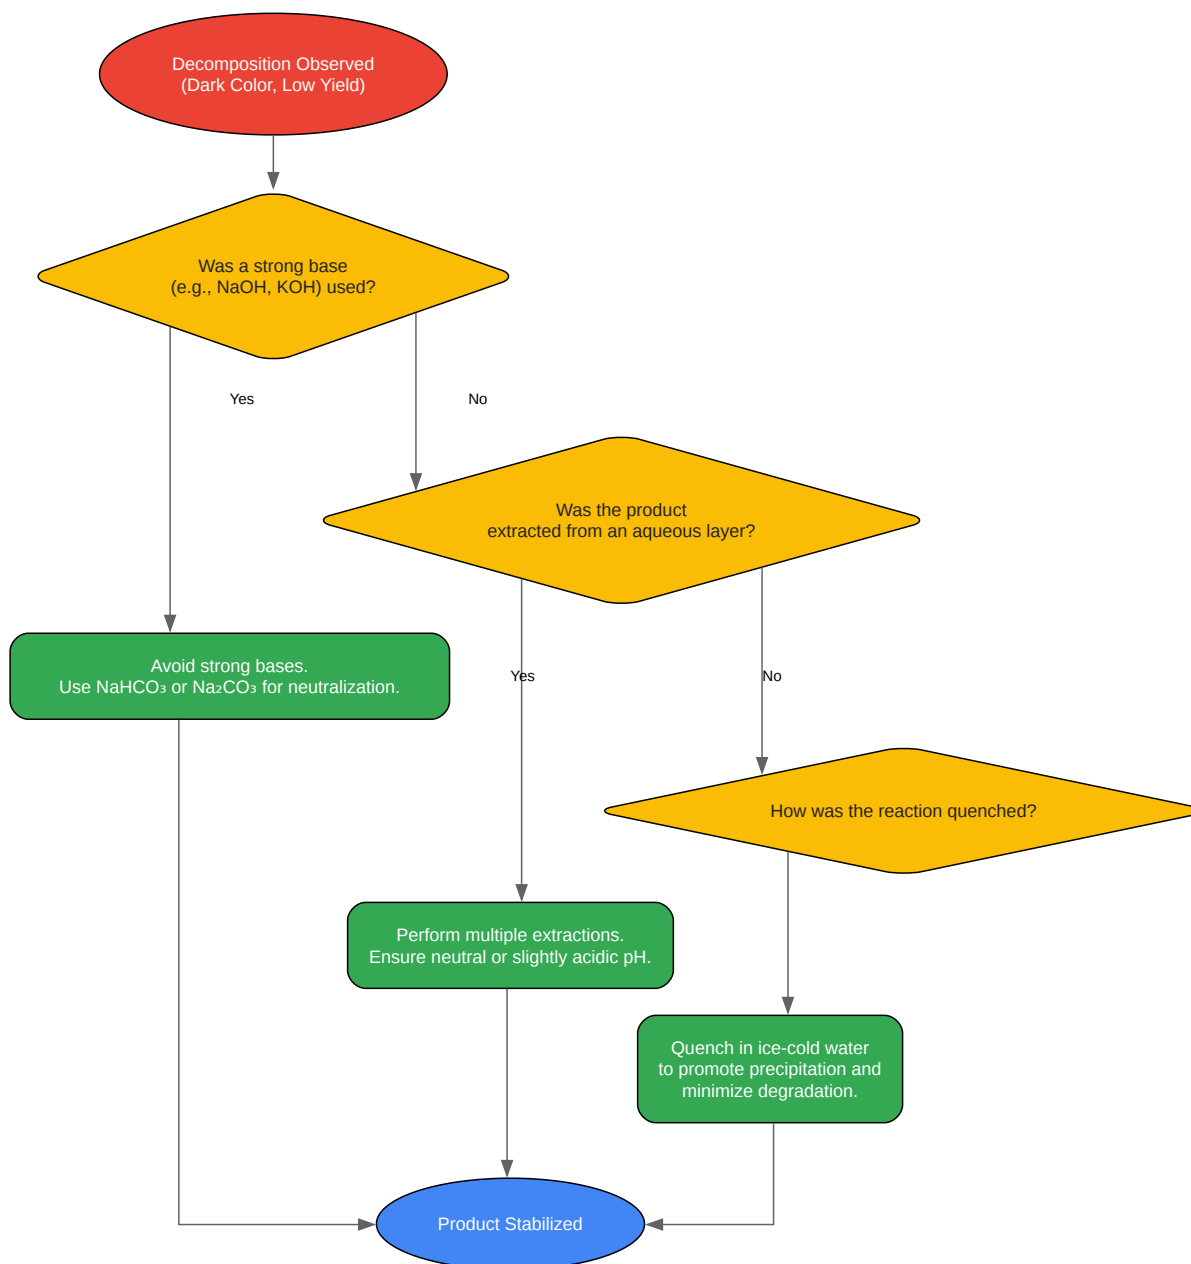 Decomposition Observed
(Dark Color, Low Yield)
Was a strong base
(e.g., NaOH, KOH) used?
Yes
No
Was the product
extracted from an aqueous layer?
Avoid strong bases.
Use NaHCO₃ or Na₂CO₃ for neutralization.
Yes
No
How was the reaction quenched?
Perform multiple extractions.
Ensure neutral or slightly acidic pH.
Quench in ice-cold water
to promote precipitation and
minimize degradation.
Product Stabilized